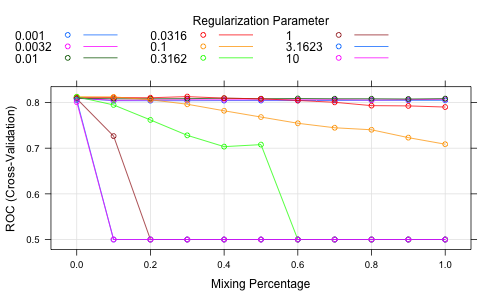 Regularization Parameter
0.001 0.0316 1
0.0032 0.1 3.1623
0.01 0.3162 10
ROC (Cross-Validation)
0.8
0.7
0.6
0.5
0.0 0.2 0.4 0.6 0.8 1.0
Mixing Percentage